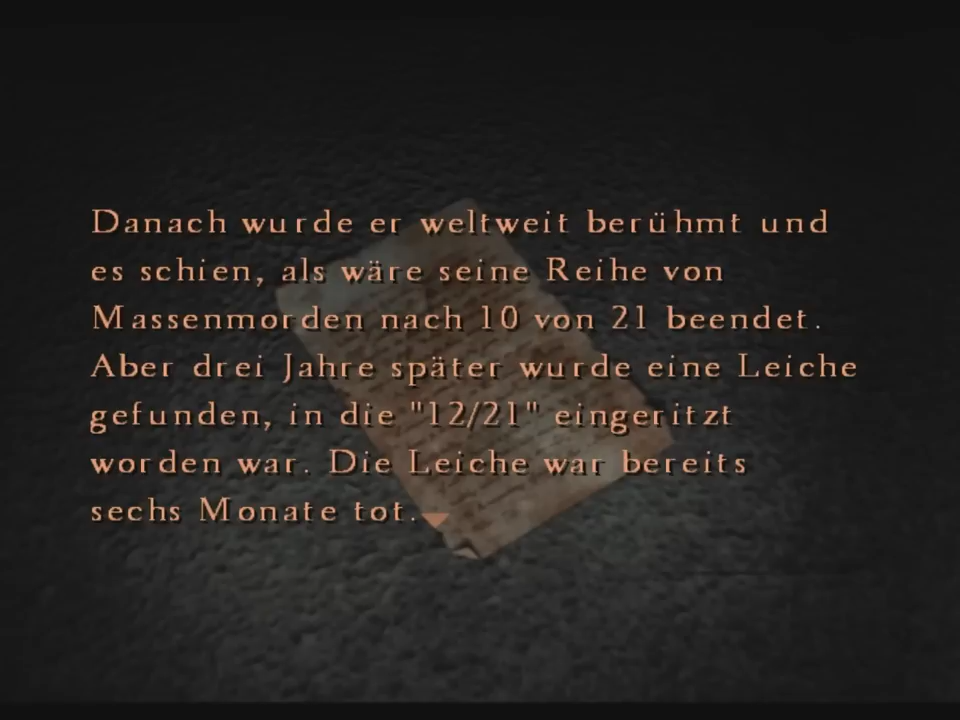 Danach wurde er weltweit berühmt und
es schien, als wäre seine Reihe von
Massenmorden nach 10 von 21 beendet.
Aber drei Jahre später wurde eine Leiche
gefunden, in die "12/21" eingeritzt
worden war. Die Leiche war bereits
sechs Monate tot.